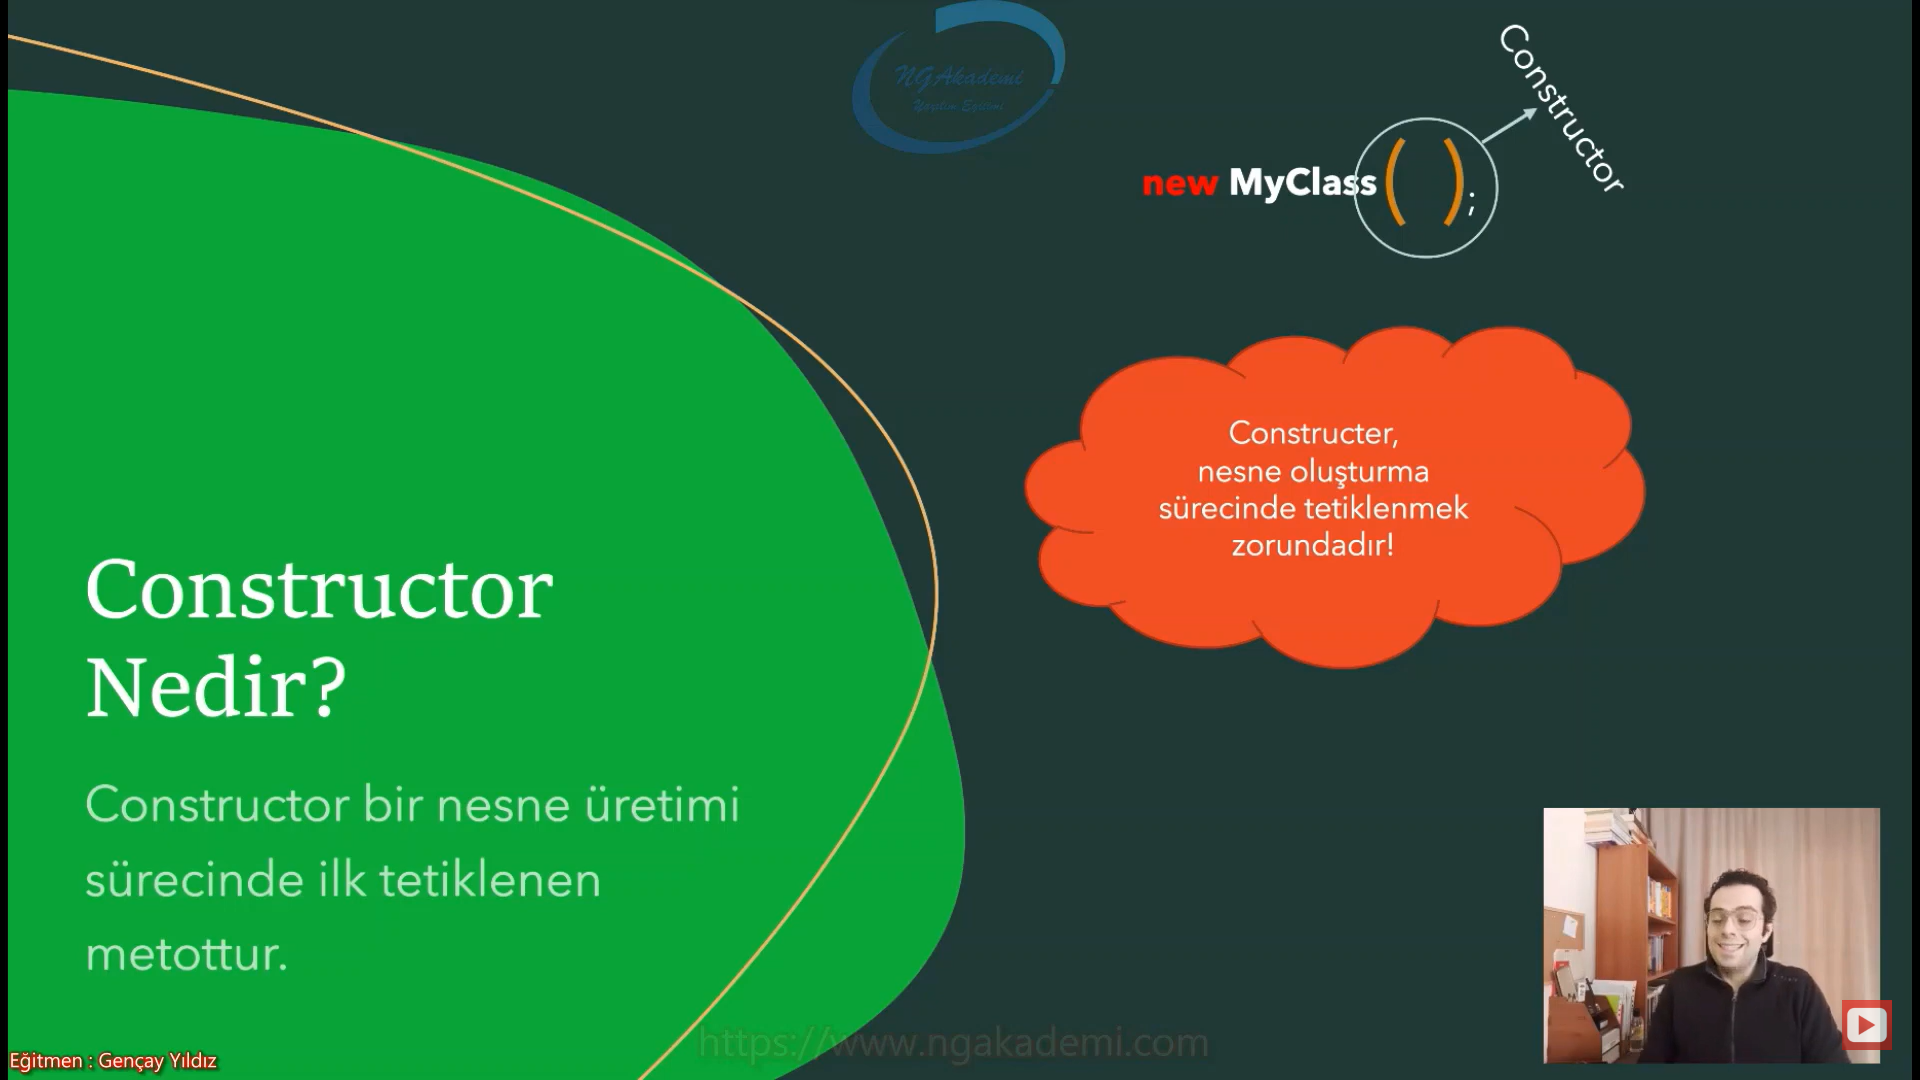 NGAkademi
Yazılım Eğitimi
Constructor
new MyClass( );
Constructer,
nesne oluşturma
sürecinde tetiklenmek
zorundadır!
Constructor
Nedir?
Constructor bir nesne üretimi
sürecinde ilk tetiklenen
metottur.
https://www.ngakademi.com
Eğitmen : Gençay Yıldız